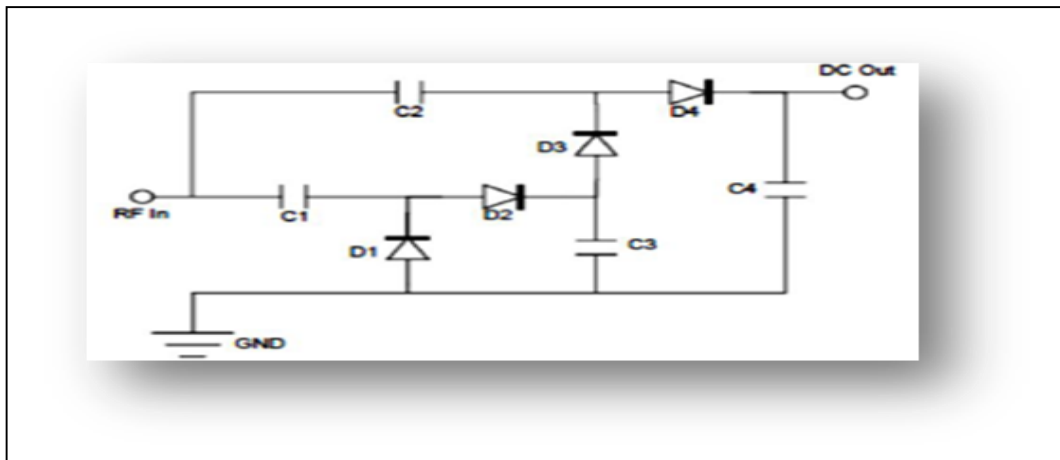 DC Out
C2
D4
D3
C4
RF In
C1
D2
C3
D1
GND